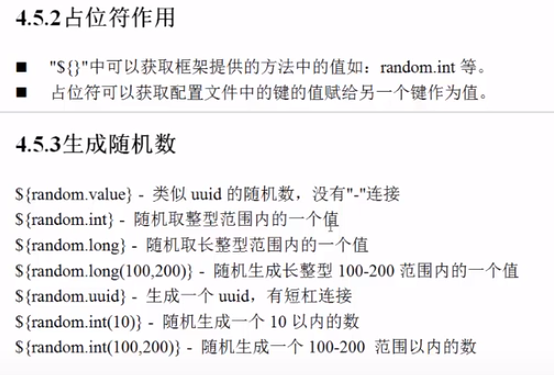 4.5.2占位符作用
■ "${}"中可以获取框架提供的方法中的值如：random.int 等。
■ 占位符可以获取配置文件中的键的值赋给另一个键作为值。
4.5.3生成随机数
${random.value} - 类似 uuid 的随机数，没有"-"连接
${random.int} - 随机取整型范围内的一个值
${random.long} - 随机取长整型范围内的一个值
${random.long(100,200)} - 随机生成长整型 100-200 范围内的一个值
${random.uuid} - 生成一个 uuid，有短杠连接
${random.int(10)} - 随机生成一个 10 以内的数
${random.int(100,200)} - 随机生成一个 100-200 范围以内的数